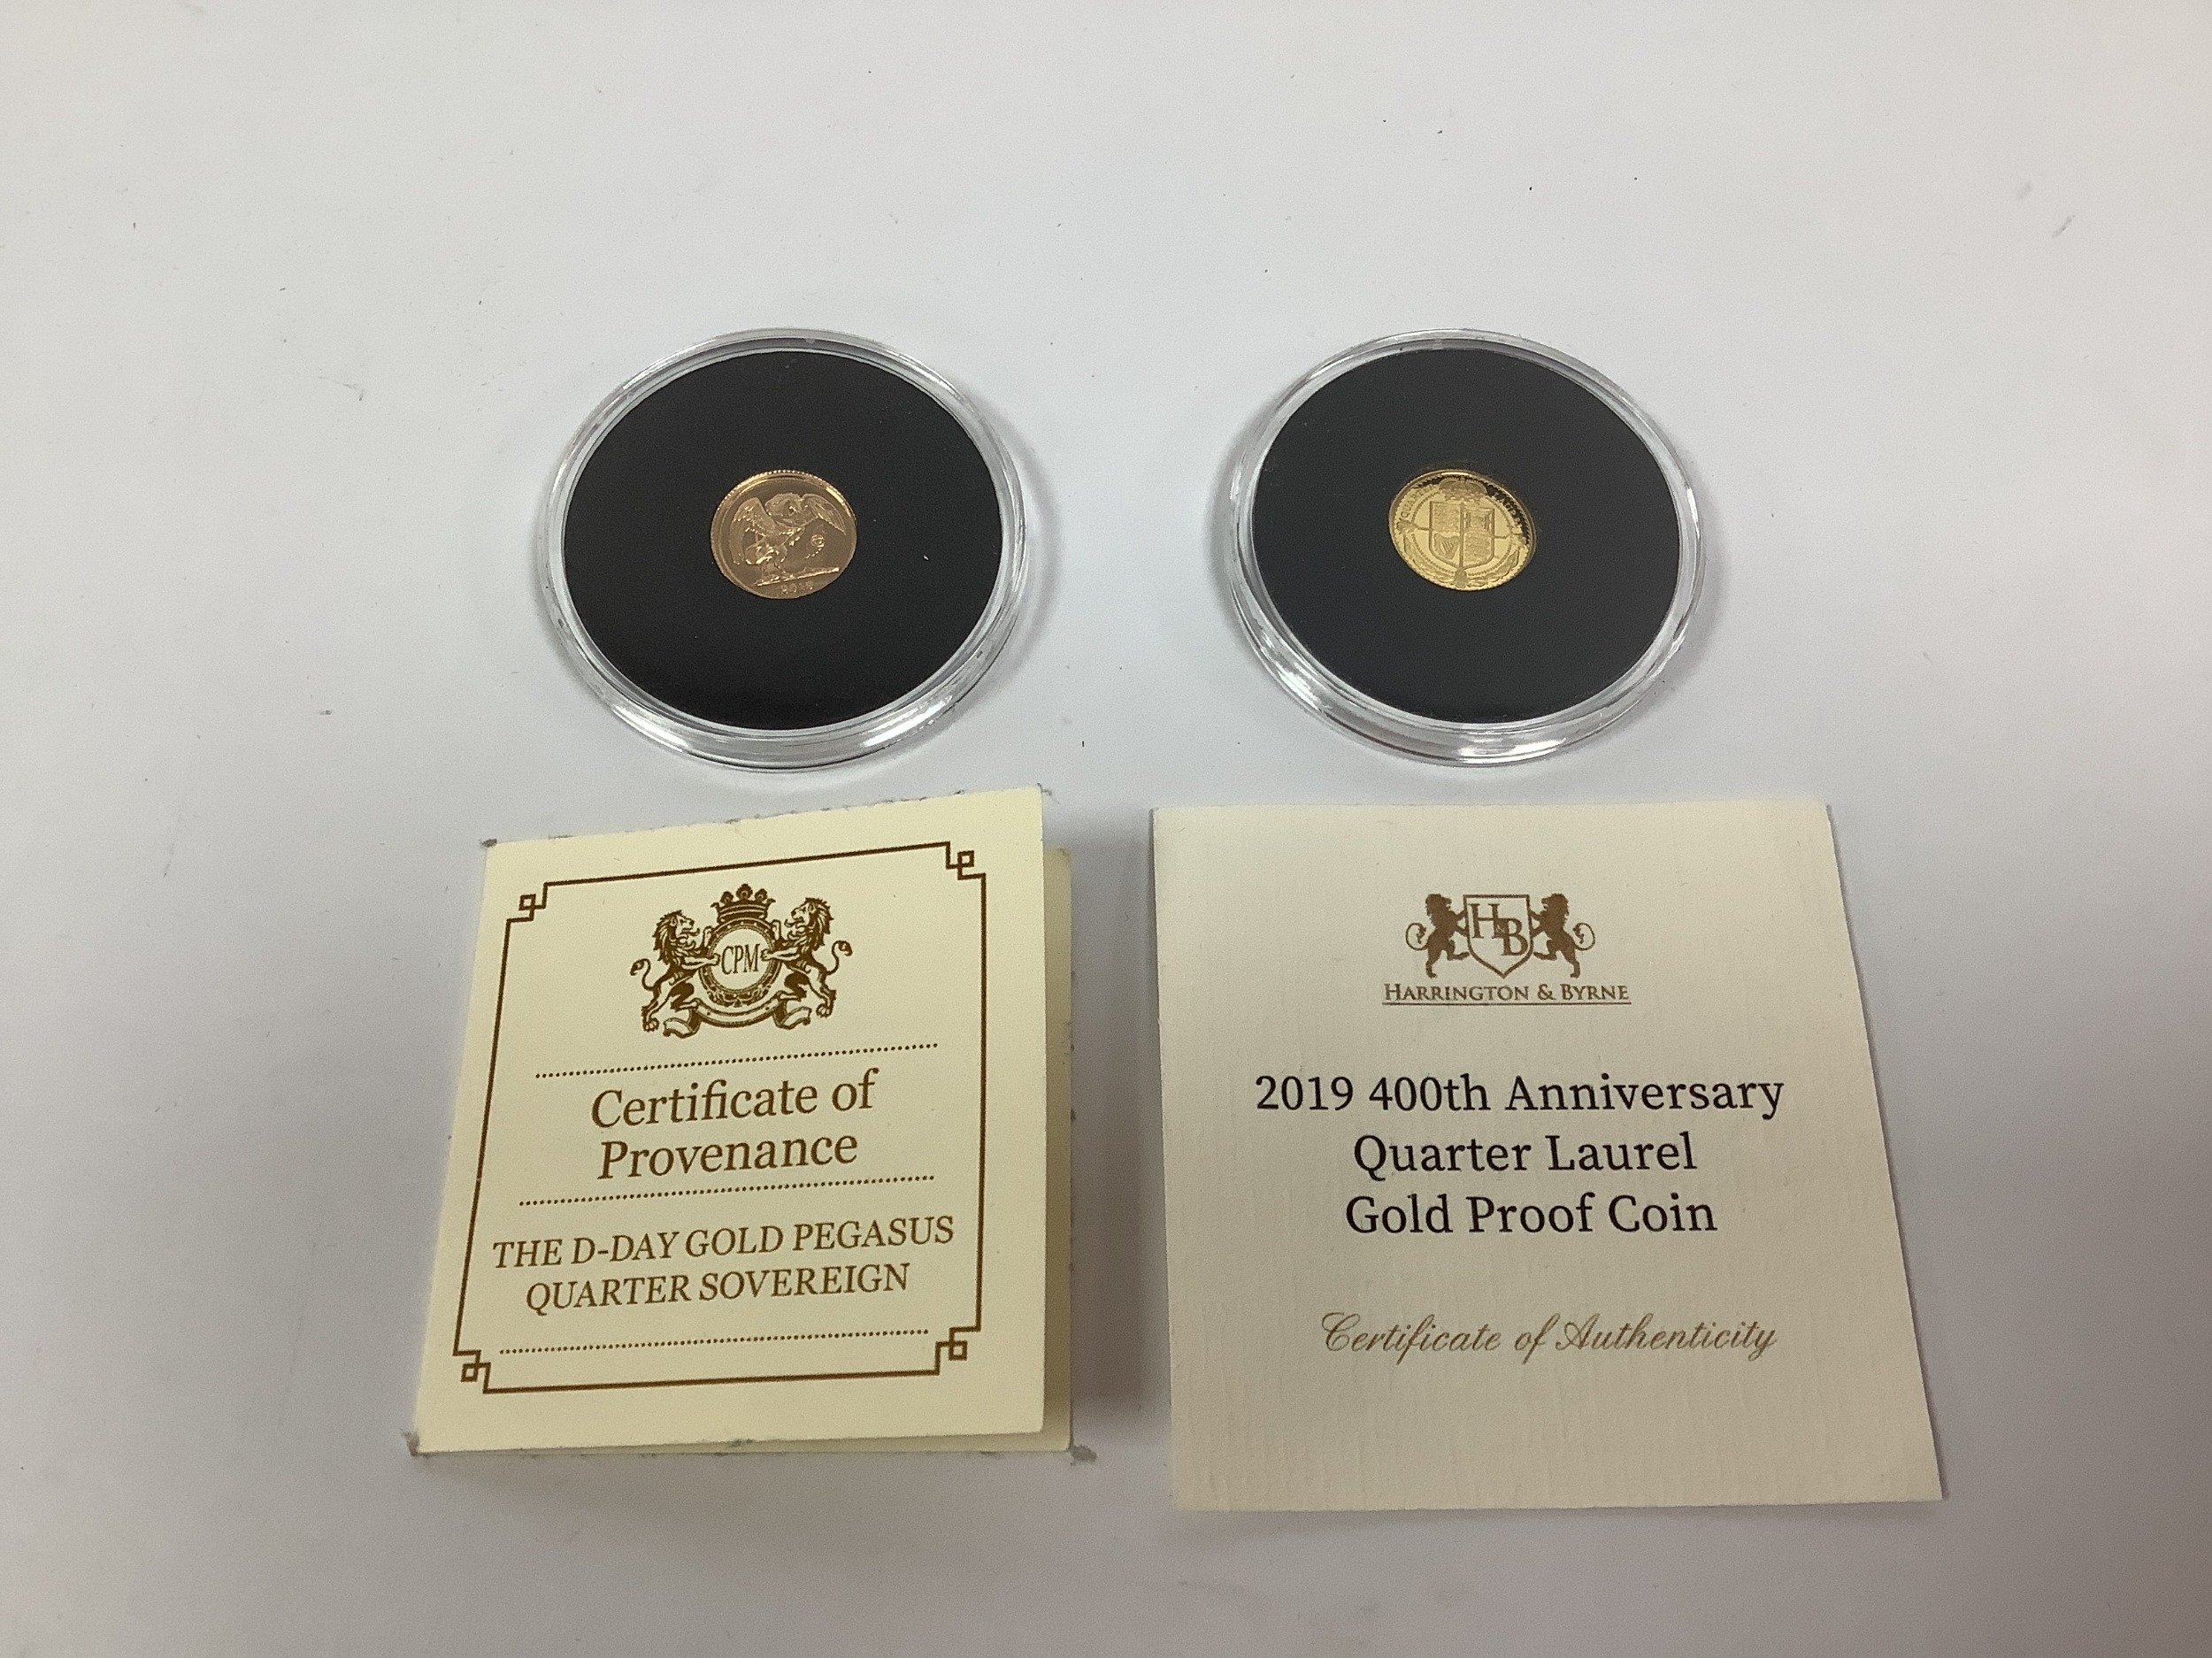 CPM
Certificate of
Provenance
THE D-DAY GOLD PEGASUS
QUARTER SOVEREIGN
HB
HARRINGTON & BYRNE
2019 400th Anniversary
Quarter Laurel
Gold Proof Coin
Certificate of Authenticity